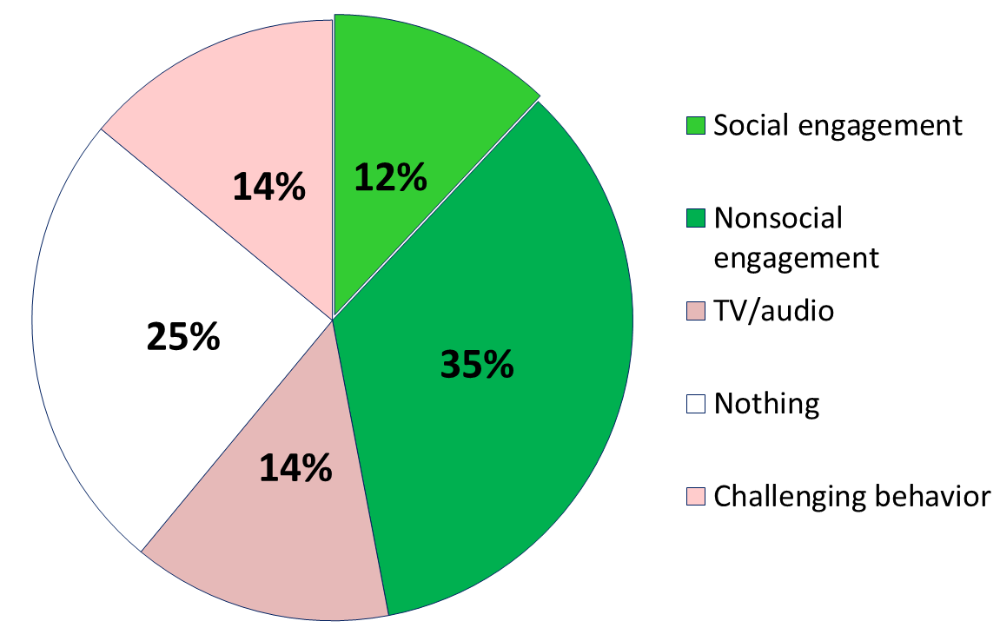 14%
12%
25%
35%
14%
Social engagement
Nonsocial
engagement
TV/audio
Nothing
Challenging behavior